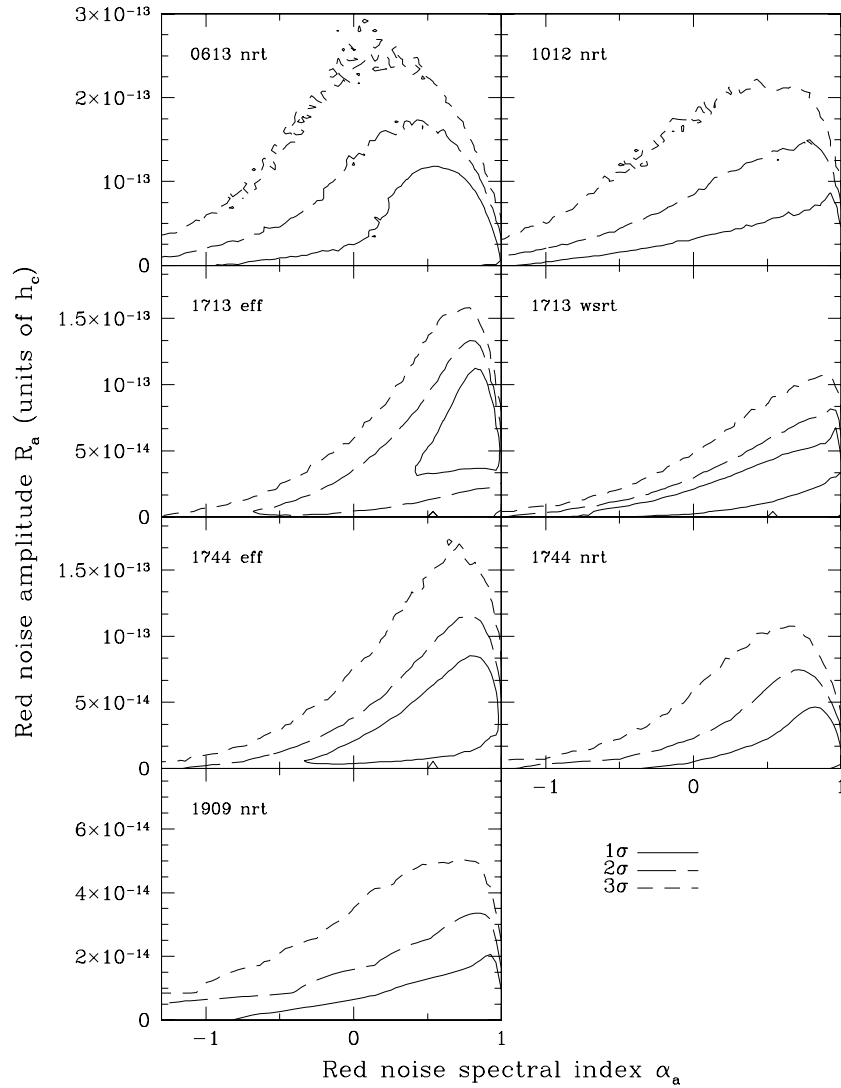 3×10⁻¹³
0613 nrt
1012 nrt
2×10⁻¹³
10⁻¹³
0
1713 eff
1713 wsrt
1.5×10⁻¹³
10⁻¹³
5×10⁻¹⁴
0
1744 eff
1744 nrt
1.5×10⁻¹³
10⁻¹³
5×10⁻¹⁴
0
−1 0 1
1909 nrt
6×10⁻¹⁴
4×10⁻¹⁴
2×10⁻¹⁴
0
−1 0 1
1σ
2σ
3σ
Red noise amplitude Rₐ (units of h_c)
Red noise spectral index αₐ